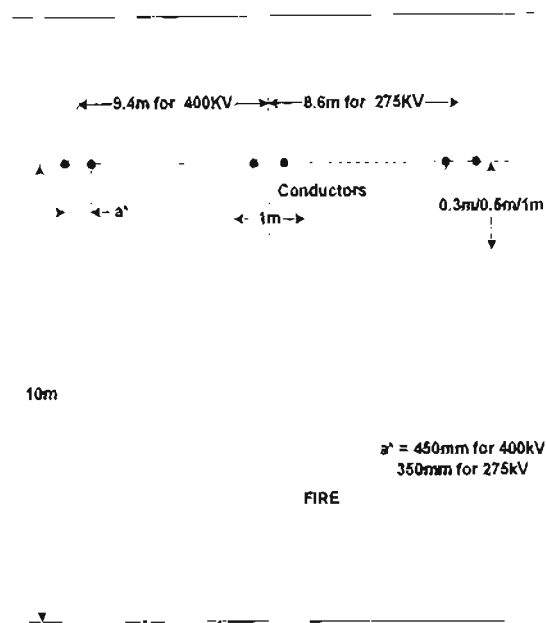 9.4m for 400KV
8.6m for 275KV
Conductors
a^
1m
0.3m/0.5m/1m
10m
a^ = 450mm for 400kV
350mm for 275kV
FIRE